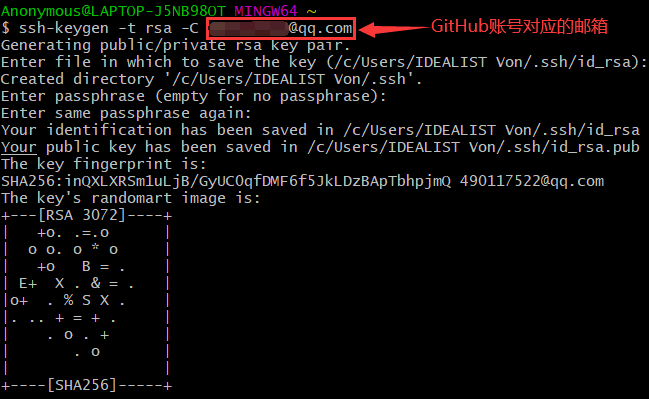 Anonymous@LAPTOP-J5NB98OT MINGW64 ~
$ ssh-keygen -t rsa -C @qq.com GitHub账号对应的邮箱
Generating public/private rsa key pair.
Enter file in which to save the key (/c/Users/IDEALIST Von/.ssh/id_rsa):
Created directory '/c/Users/IDEALIST Von/.ssh'.
Enter passphrase (empty for no passphrase):
Enter same passphrase again:
Your identification has been saved in /c/Users/IDEALIST Von/.ssh/id_rsa
Your public key has been saved in /c/Users/IDEALIST Von/.ssh/id_rsa.pub
The key fingerprint is:
SHA256:inQXLXRSm1uLjB/GyUC0qfDMF6f5JkLDzBApTbhpjmQ 490117522@qq.com
The key's randomart image is:
+---[RSA 3072]----+
|   +o. .=.o      |
|  o o. o * o     |
|   +o   B = .    |
| E+  X . & = .   |
|o+  . % S X .    |
|. .. + = + .     |
|    . o . +      |
|       . o       |
|                 |
+----[SHA256]-----+